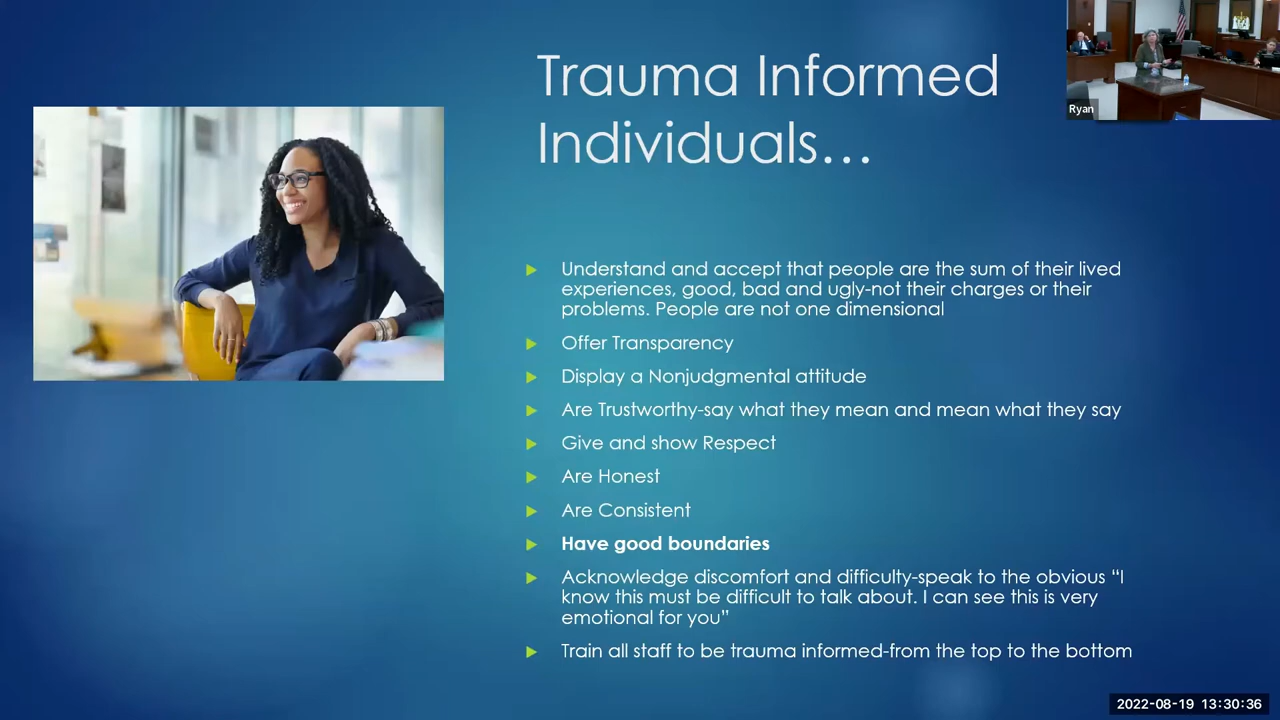 Trauma Informed
Individuals…
Ryan
Understand and accept that people are the sum of their lived
experiences, good, bad and ugly-not their charges or their
problems. People are not one dimensional
Offer Transparency
Display a Nonjudgmental attitude
Are Trustworthy-say what they mean and mean what they say
Give and show Respect
Are Honest
Are Consistent
Have good boundaries
Acknowledge discomfort and difficulty-speak to the obvious “I
know this must be difficult to talk about. I can see this is very
emotional for you”
Train all staff to be trauma informed-from the top to the bottom
2022-08-19 13:30:36